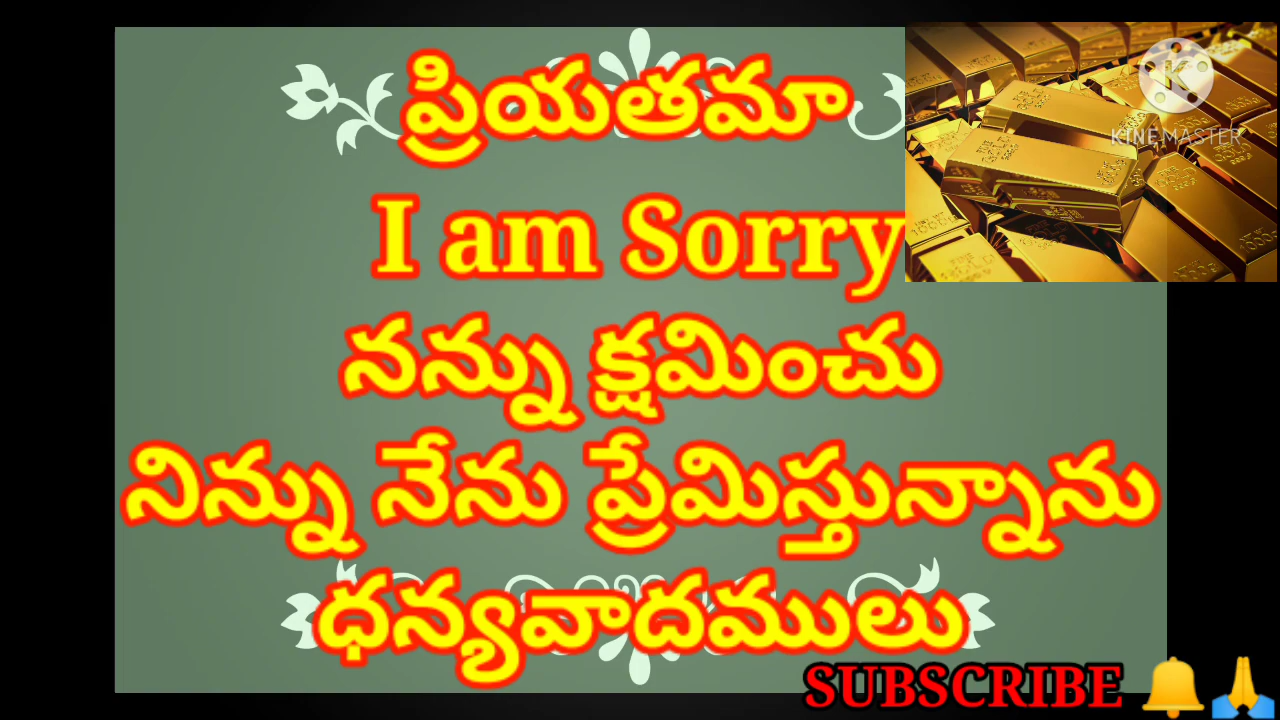 ప్రియతమా
I am Sorry
నన్ను క్షమించు
నిన్ను నేను ప్రేమిస్తున్నాను
ధన్యవాదములు
SUBSCRIBE
KINEMASTER